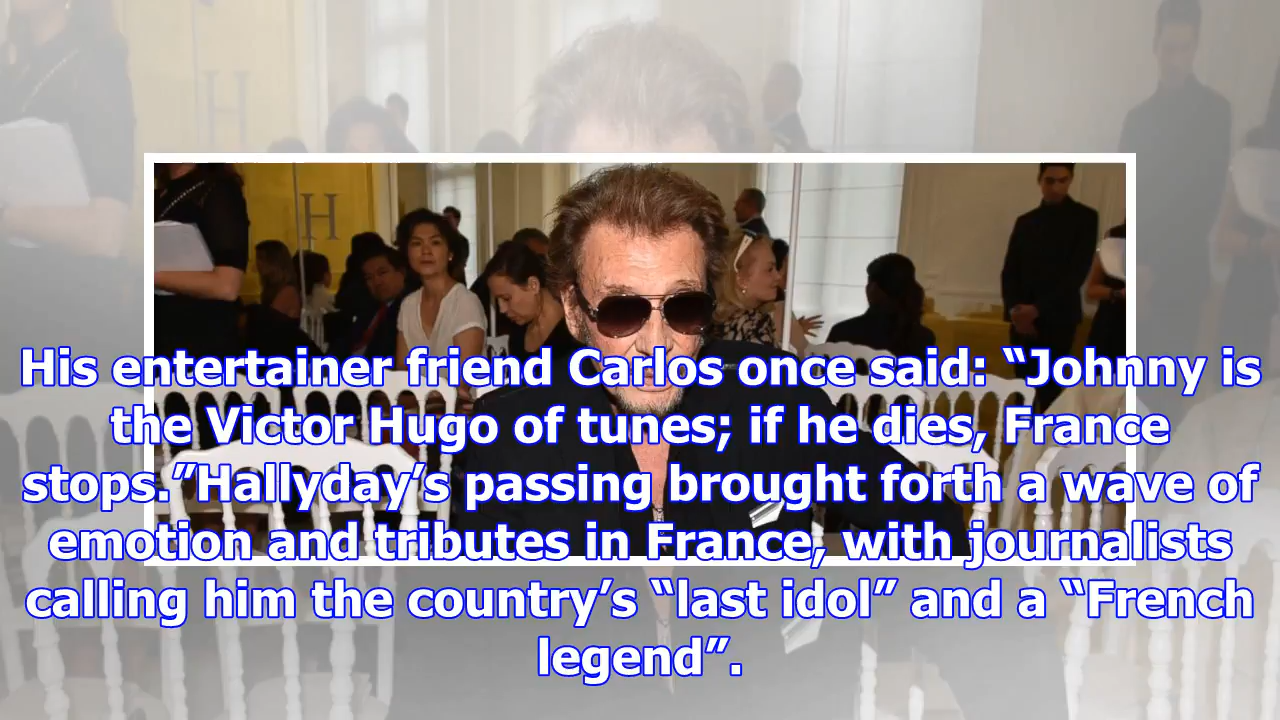 H
His entertainer friend Carlos once said: “Johnny is
the Victor Hugo of tunes; if he dies, France
stops.”Hallyday’s passing brought forth a wave of
emotion and tributes in France, with journalists
calling him the country’s “last idol” and a “French
legend”.